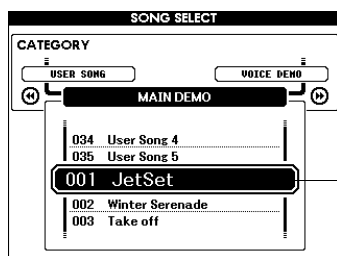 SONG SELECT
CATEGORY
USER SONG
VOICE DEMO
MAIN DEMO
034 User Song 4
035 User Song 5
001 JetSet
002 Winter Serenade
003 Take off